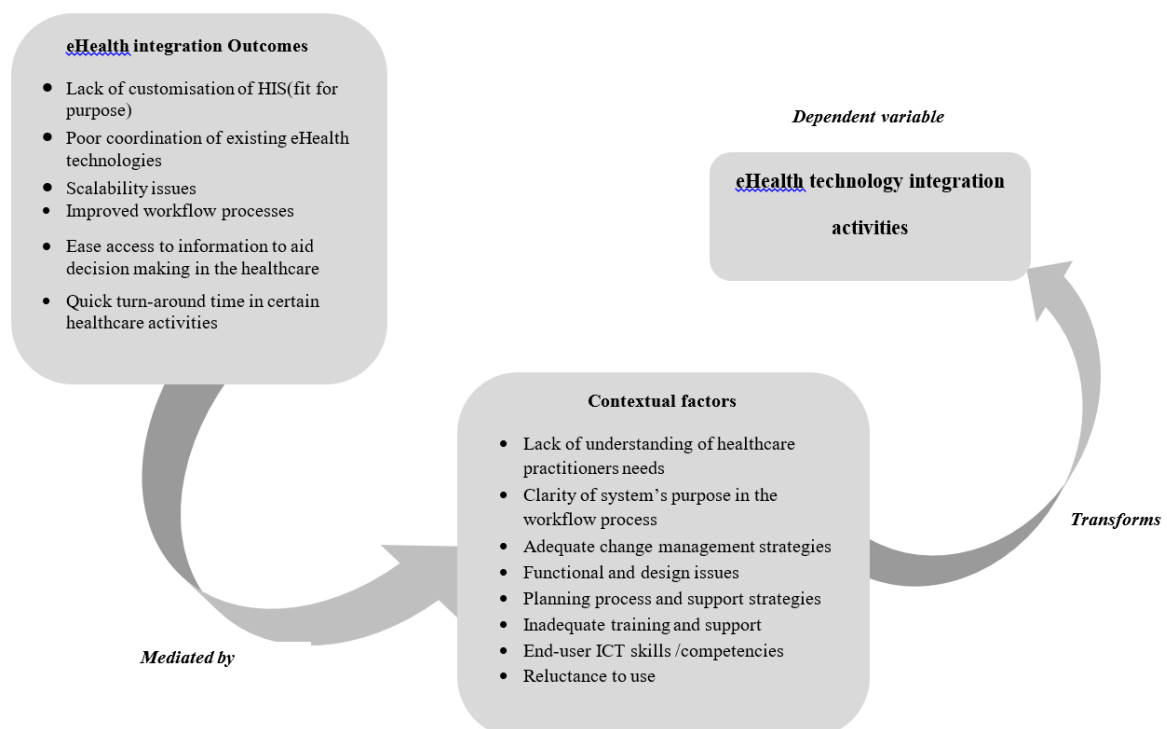 eHealth integration Outcomes
Lack of customisation of HIS(fit for
purpose)
Poor coordination of existing eHealth
technologies
Scalability issues
Improved workflow processes
Ease access to information to aid
decision making in the healthcare
Quick turn-around time in certain
healthcare activities
Mediated by
Contextual factors
Lack of understanding of healthcare
practitioners needs
Clarity of system's purpose in the
workflow process
Adequate change management strategies
Functional and design issues
Planning process and support strategies
Inadequate training and support
End-user ICT skills /competencies
Reluctance to use
Transforms
Dependent variable
eHealth technology integration
activities